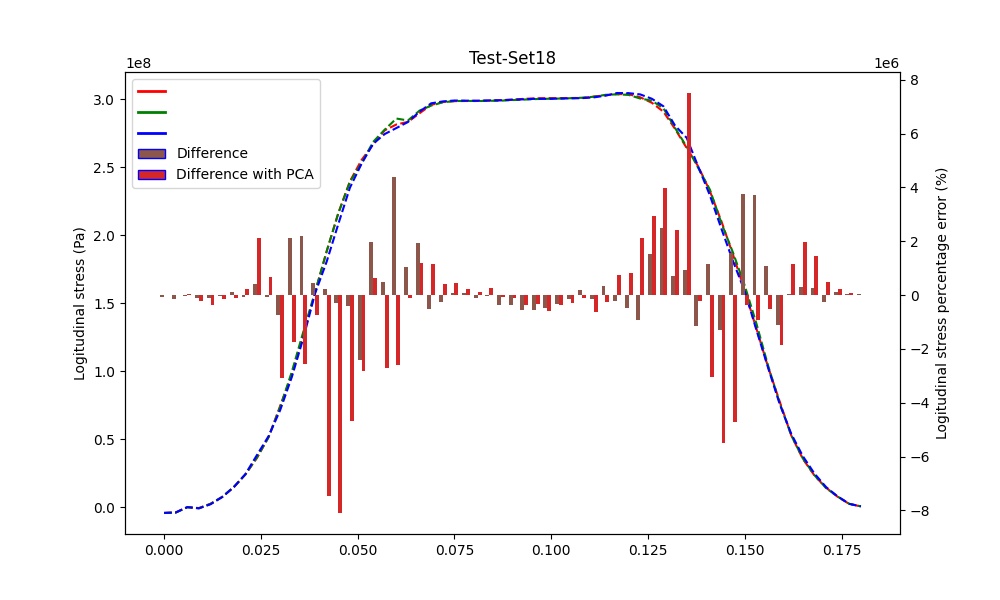 Test-Set18
1e8
1e6
Difference
Difference with PCA
3.0
2.5
2.0
1.5
1.0
0.5
0.0
Logitudinal stress (Pa)
8
6
4
2
0
−2
−4
−6
−8
Logitudinal stress percentage error (%)
0.000 0.025 0.050 0.075 0.100 0.125 0.150 0.175